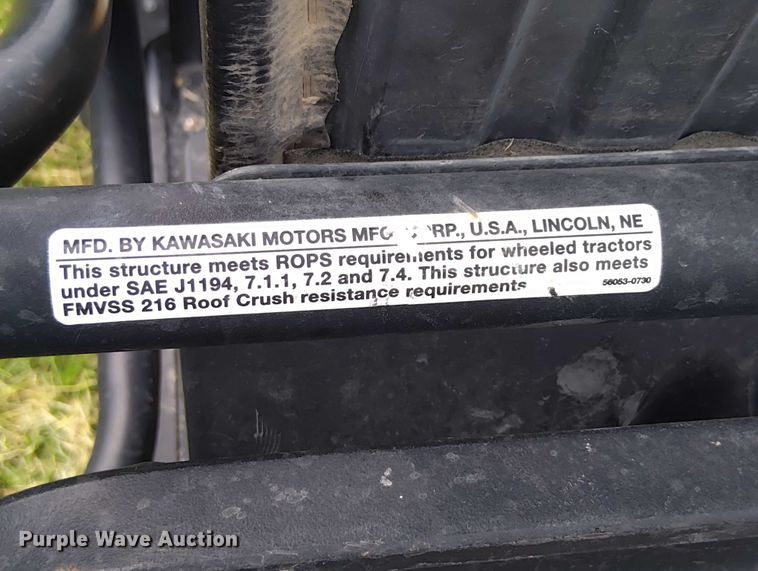 MFD. BY KAWASAKI MOTORS MFG CORP., U.S.A., LINCOLN, NE
This structure meets ROPS requirements for wheeled tractors
under SAE J1194, 7.1.1, 7.2 and 7.4. This structure also meets
FMVSS 216 Roof Crush resistance requirements
56053-0730
Purple Wave Auction